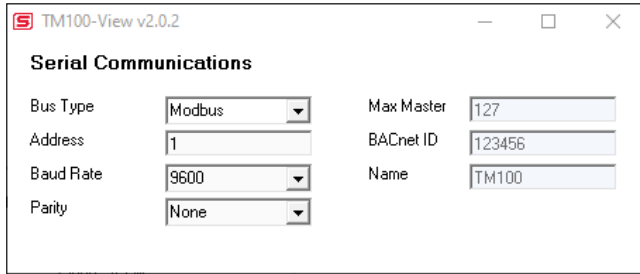 TM100-View v2.0.2
Serial Communications
Bus Type Modbus Max Master 127
Address 1 BACnet ID 123456
Baud Rate 9600 Name TM100
Parity None